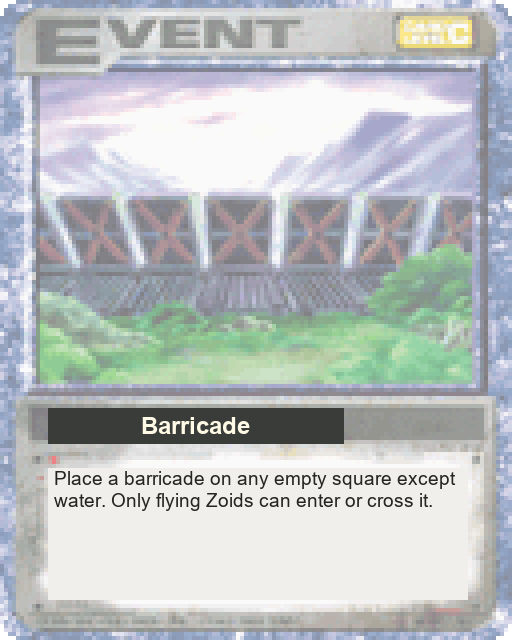 EVENT
Barricade
Place a barricade on any empty square except
water. Only flying Zoids can enter or cross it.